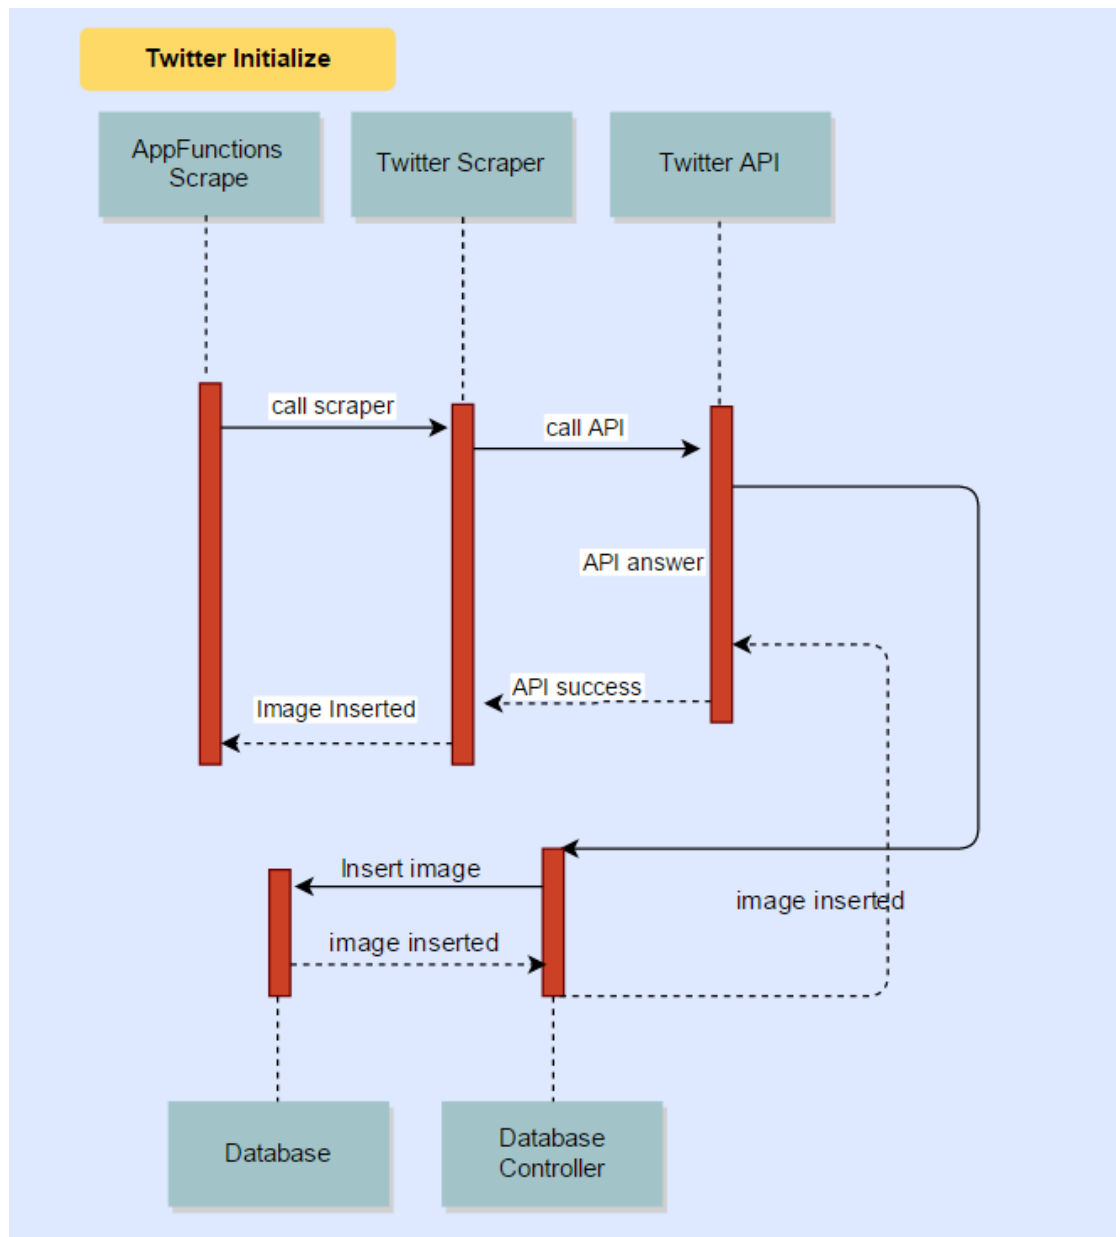 Twitter Initialize
AppFunctions
Scrape
Twitter Scraper
Twitter API
call scraper
call API
API answer
API success
Image Inserted
Insert image
image inserted
image inserted
Database
Database
Controller